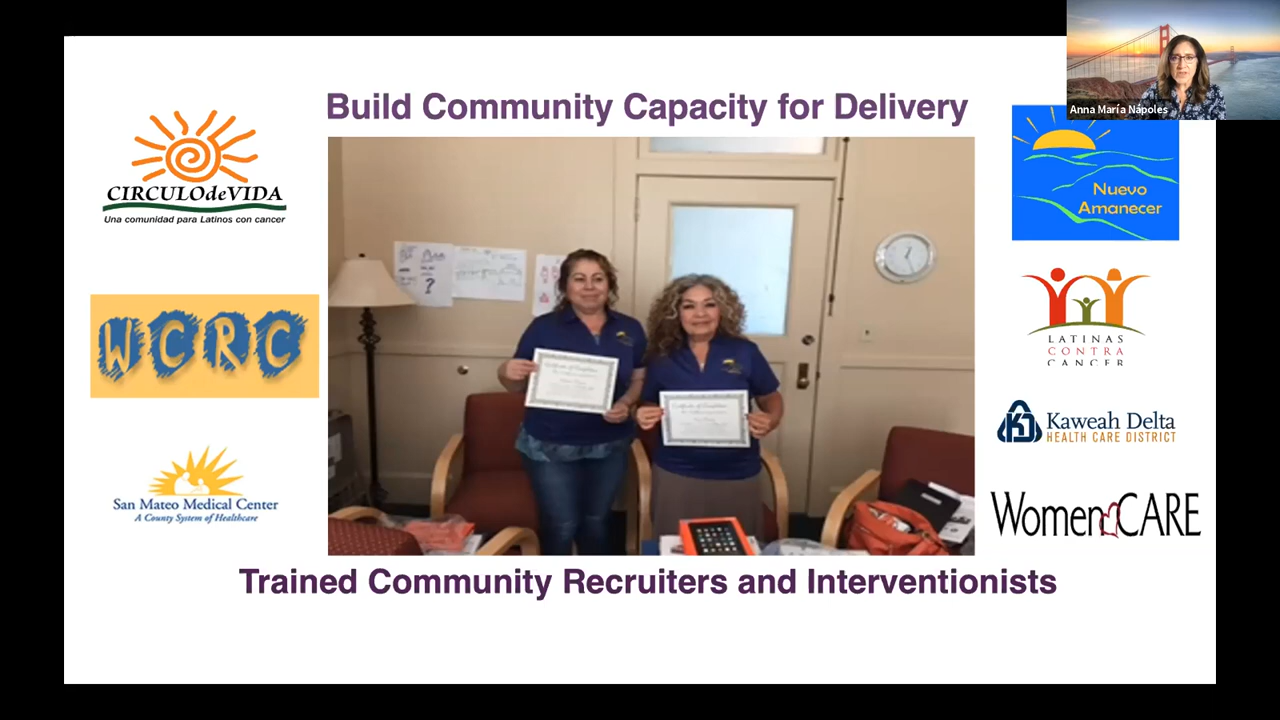 Build Community Capacity for Delivery
Anna María Nápoles
CIRCULOdeVIDA
Una comunidad para Latinos con cancer
WCRC
San Mateo Medical Center
A County System of Healthcare
?
Nuevo
Amanecer
LATINAS
CONTRA
CANCER
Kaweah Delta
HEALTH CARE DISTRICT
Women CARE
Trained Community Recruiters and Interventionists